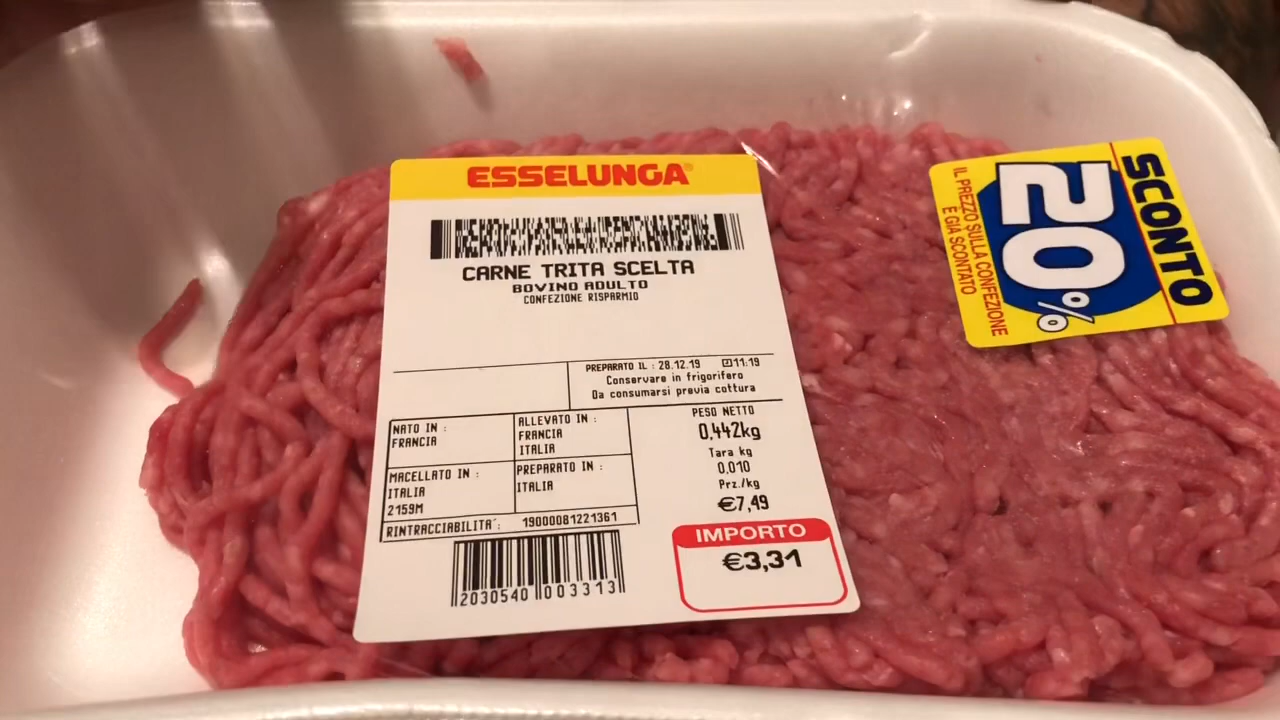 ESSELUNGA®
CARNE TRITA SCELTA
BOVINO ADULTO
CONFEZIONE RISPARMIO
PREPARATO IL : 28.12.19 11:19
Conservare in frigorifero
Da consumarsi previa cottura
NATO IN :
FRANCIA
ALLEVATO IN :
FRANCIA
ITALIA
MACELLATO IN :
ITALIA
2159M
PREPARATO IN :
ITALIA
RINTRACCIABILITA': 19000081221361
PESO NETTO
0,442kg
Tara kg
0,010
Prz./kg
€7,49
IMPORTO
€3,31
2030540 003313
SCONTO
20%
IL PREZZO SULLA CONFEZIONE
È GIÀ SCONTATO